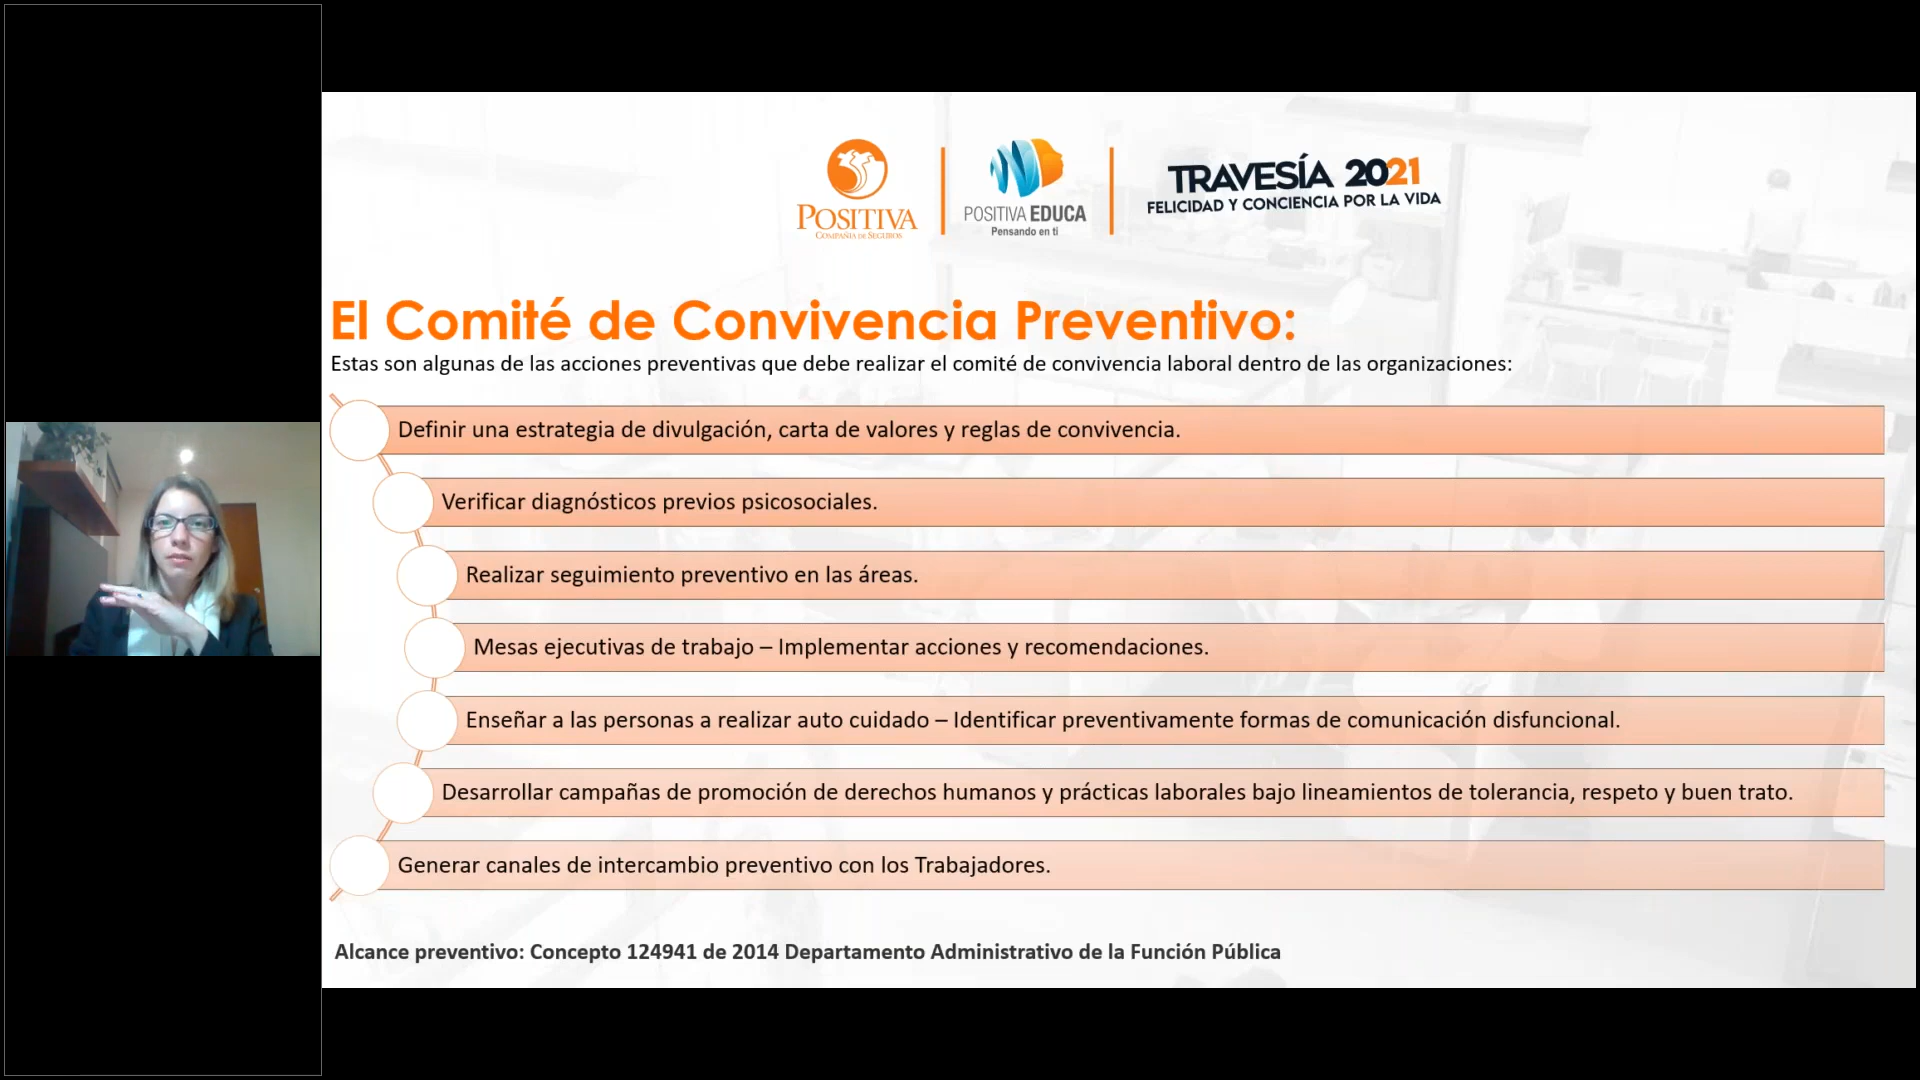 POSITIVA
COMPAÑÍA DE SEGUROS
POSITIVA EDUCA
Pensando en ti
TRAVESÍA 2021
FELICIDAD Y CONCIENCIA POR LA VIDA
El Comité de Convivencia Preventivo:
Estas son algunas de las acciones preventivas que debe realizar el comité de convivencia laboral dentro de las organizaciones:
Definir una estrategia de divulgación, carta de valores y reglas de convivencia.
Verificar diagnósticos previos psicosociales.
Realizar seguimiento preventivo en las áreas.
Mesas ejecutivas de trabajo – Implementar acciones y recomendaciones.
Enseñar a las personas a realizar auto cuidado – Identificar preventivamente formas de comunicación disfuncional.
Desarrollar campañas de promoción de derechos humanos y prácticas laborales bajo lineamientos de tolerancia, respeto y buen trato.
Generar canales de intercambio preventivo con los Trabajadores.
Alcance preventivo: Concepto 124941 de 2014 Departamento Administrativo de la Función Pública